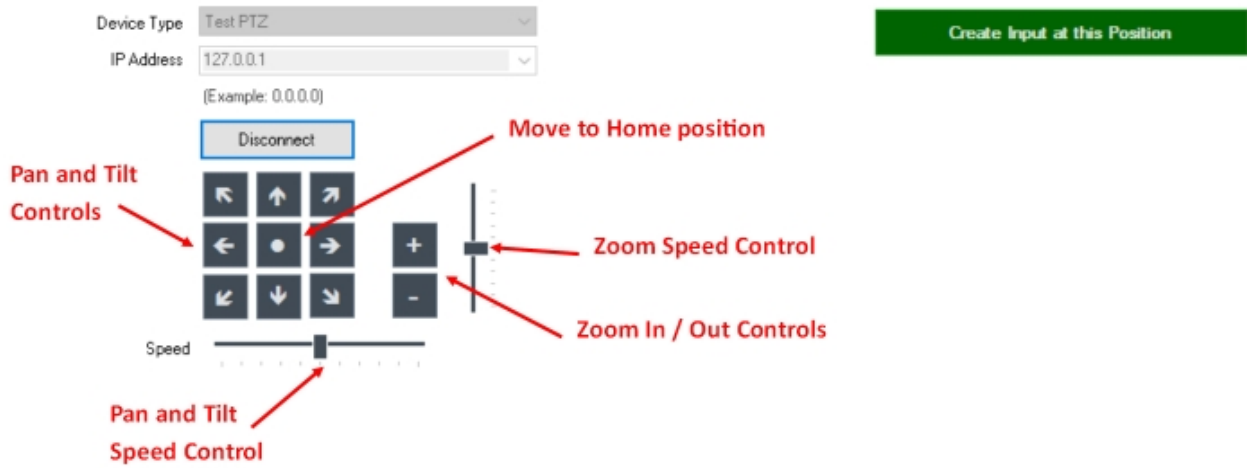 Device Type Test PTZ
Create Input at this Position
IP Address 127.0.0.1
(Example: 0.0.0.0)
Disconnect
Move to Home position
Pan and Tilt
Controls
Zoom Speed Control
+
-
Zoom In / Out Controls
Speed
Pan and Tilt
Speed Control